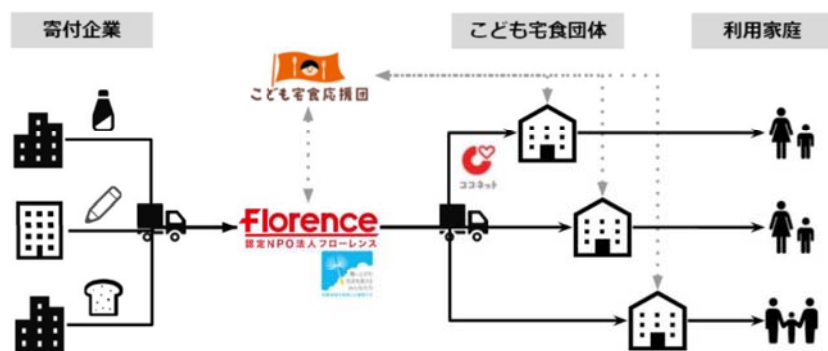 寄付企業
こども宅食団体
利用家庭
こども宅食応援団
ココネット
Florence
認定NPO法人フローレンス